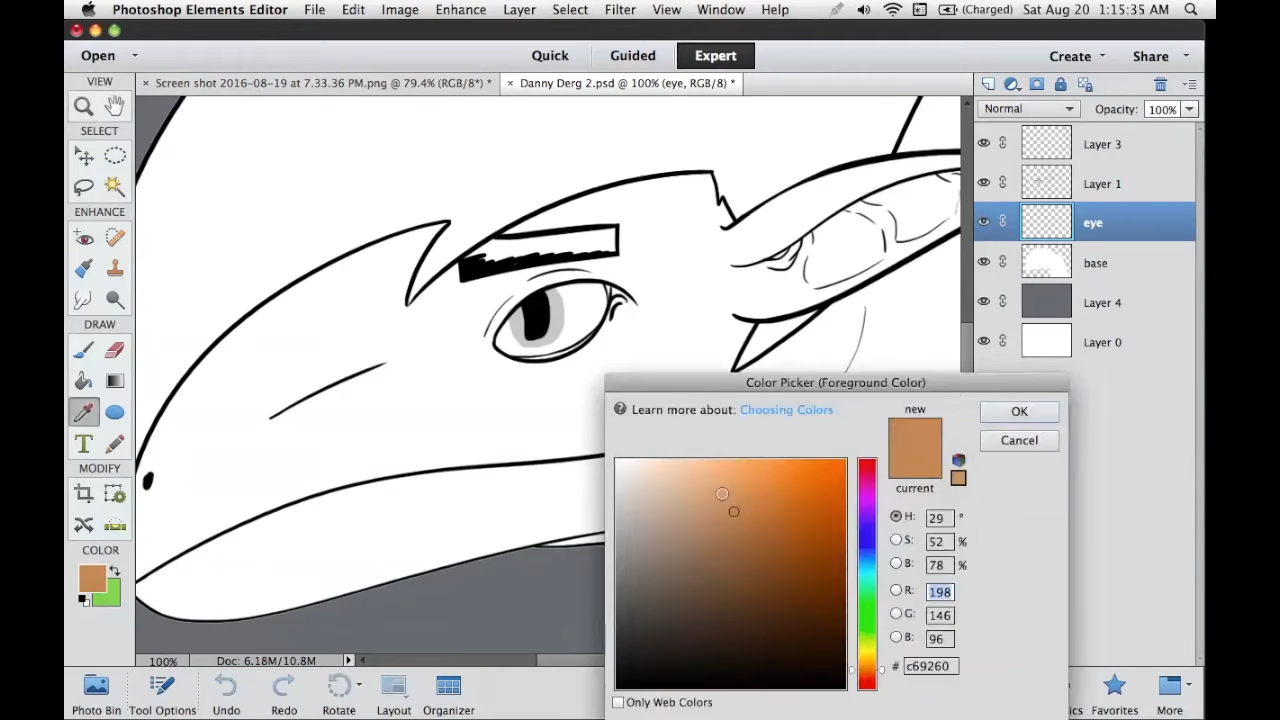 Photoshop Elements Editor File Edit Image Enhance Layer Select Filter View Window Help (Charged) Sat Aug 20 1:15:35 AM
Open Quick Guided Expert Create Share
VIEW
Screen shot 2016-08-19 at 7.33.36 PM.png @ 79.4% (RGB/8*) *
Danny Derg 2.psd @ 100% (eye, RGB/8) *
Normal Opacity: 100%
SELECT
Layer 3
Layer 1
ENHANCE
eye
base
Layer 4
DRAW
Layer 0
T
MODIFY
COLOR
Color Picker (Foreground Color)
Learn more about: Choosing Colors
new
OK
Cancel
current
H: 29 °
S: 52 %
B: 78 %
R: 198
G: 146
B: 96
# c69260
Only Web Colors
100% Doc: 6.18M/10.8M
Photo Bin Tool Options Undo Redo Rotate Layout Organizer Favorites More